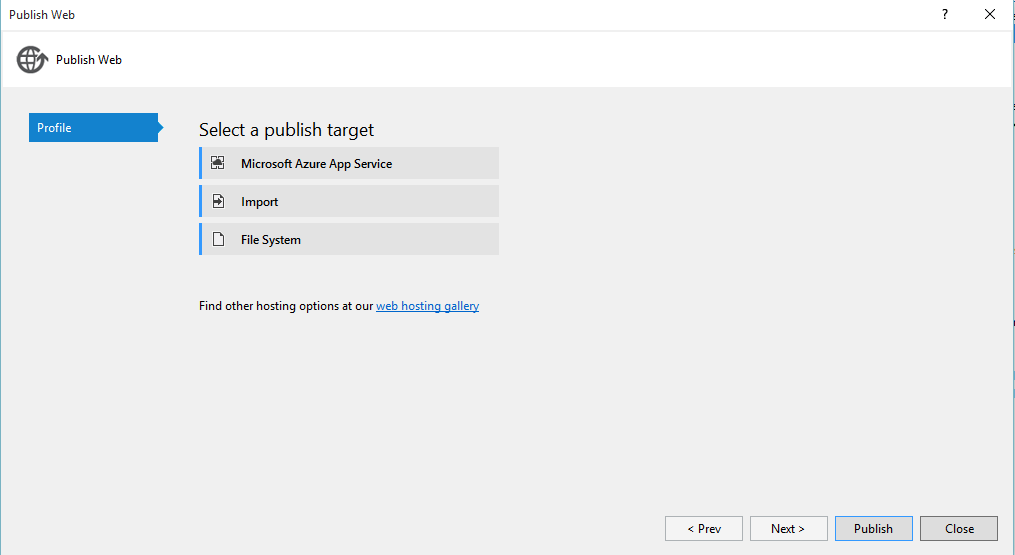 Publish Web
?
Publish Web
Profile
Select a publish target
Microsoft Azure App Service
Import
File System
Find other hosting options at our web hosting gallery
< Prev
Next >
Publish
Close